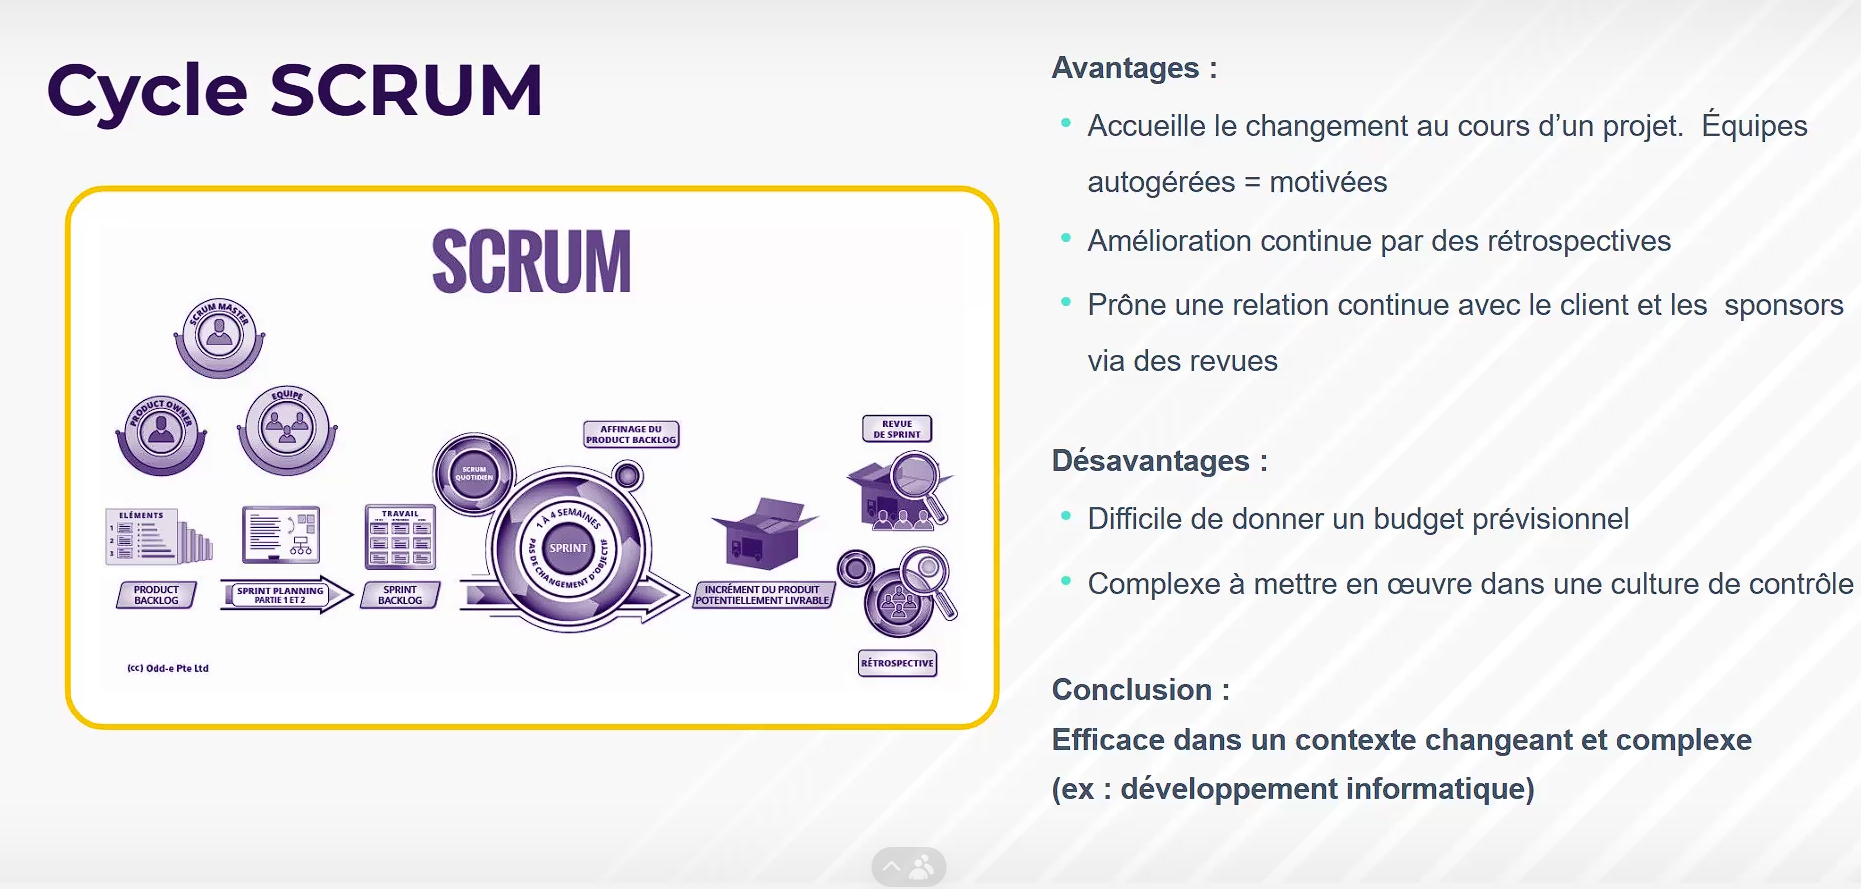 Cycle SCRUM
SCRUM
SCRUM MASTER
PRODUCT OWNER
EQUIPE
ELÉMENTS
1
2
3
PRODUCT
BACKLOG
SPRINT PLANNING
PARTIE 1 ET 2
TRAVAIL
SPRINT
BACKLOG
SCRUM
QUOTIDIEN
AFFINAGE DU
PRODUCT BACKLOG
1 À 4 SEMAINES
SPRINT
PAS DE CHANGEMENT D'OBJECTIF
INCRÉMENT DU PRODUIT
POTENTIELLEMENT LIVRABLE
REVUE
DE SPRINT
RÉTROSPECTIVE
(cc) Odd-e Pte Ltd
Avantages :
• Accueille le changement au cours d’un projet. Équipes
autogérées = motivées
• Amélioration continue par des rétrospectives
• Prône une relation continue avec le client et les sponsors
via des revues
Désavantages :
• Difficile de donner un budget prévisionnel
• Complexe à mettre en œuvre dans une culture de contrôle
Conclusion :
Efficace dans un contexte changeant et complexe
(ex : développement informatique)